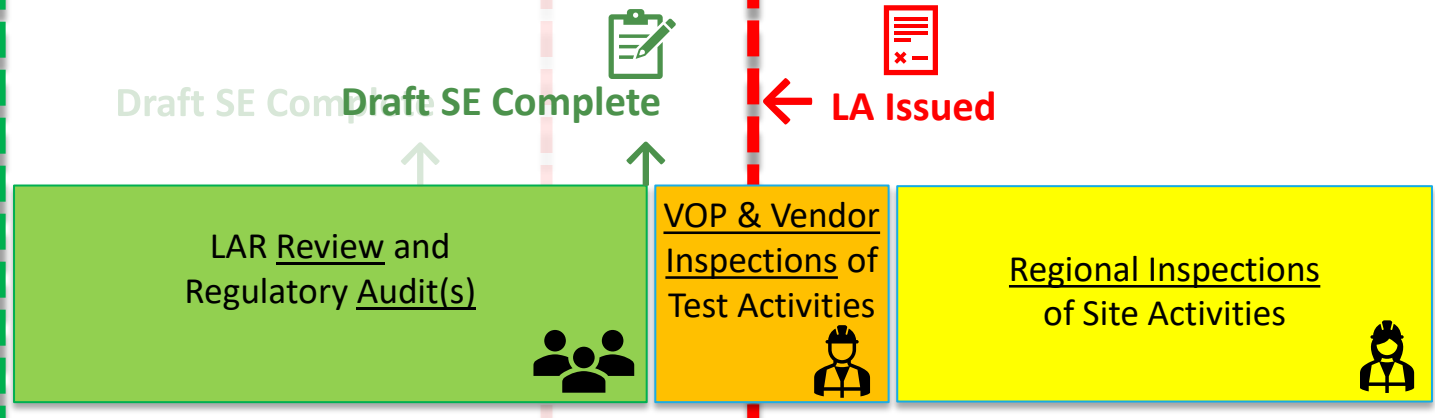 Draft SE Complete
Draft SE Complete
LA Issued
LAR Review and
Regulatory Audit(s)
VOP & Vendor
Inspections of
Test Activities
Regional Inspections
of Site Activities